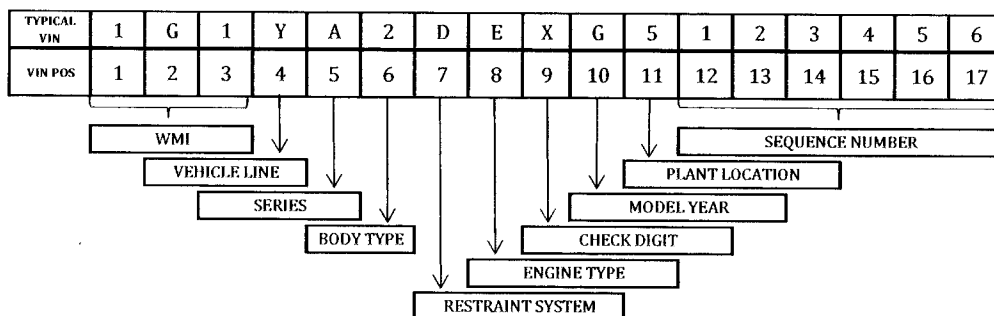 TYPICAL VIN 1 G 1 Y A 2 D E X G 5 1 2 3 4 5 6
VIN POS 1 2 3 4 5 6 7 8 9 10 11 12 13 14 15 16 17
WMI SEQUENCE NUMBER
VEHICLE LINE PLANT LOCATION
SERIES MODEL YEAR
BODY TYPE CHECK DIGIT
ENGINE TYPE
RESTRAINT SYSTEM